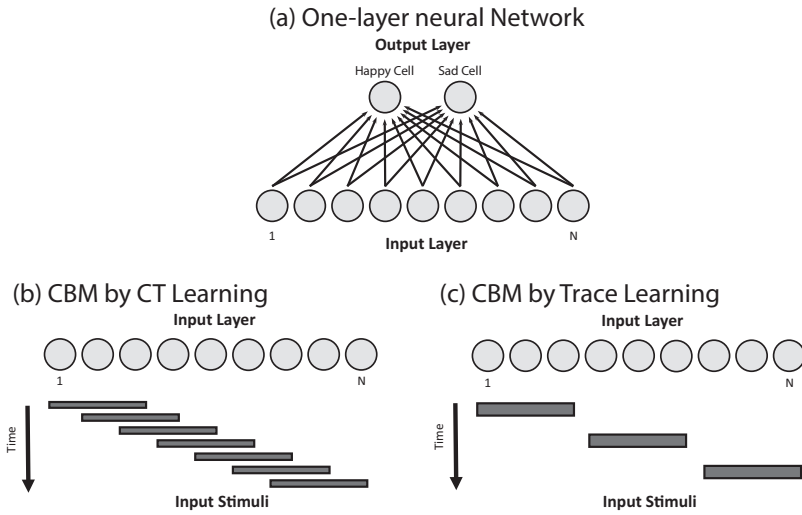 (a) One-layer neural Network
Output Layer
Happy Cell Sad Cell
1 N
Input Layer
(b) CBM by CT Learning
Input Layer
1 N
Time
Input Stimuli
(c) CBM by Trace Learning
Input Layer
1 N
Time
Input Stimuli